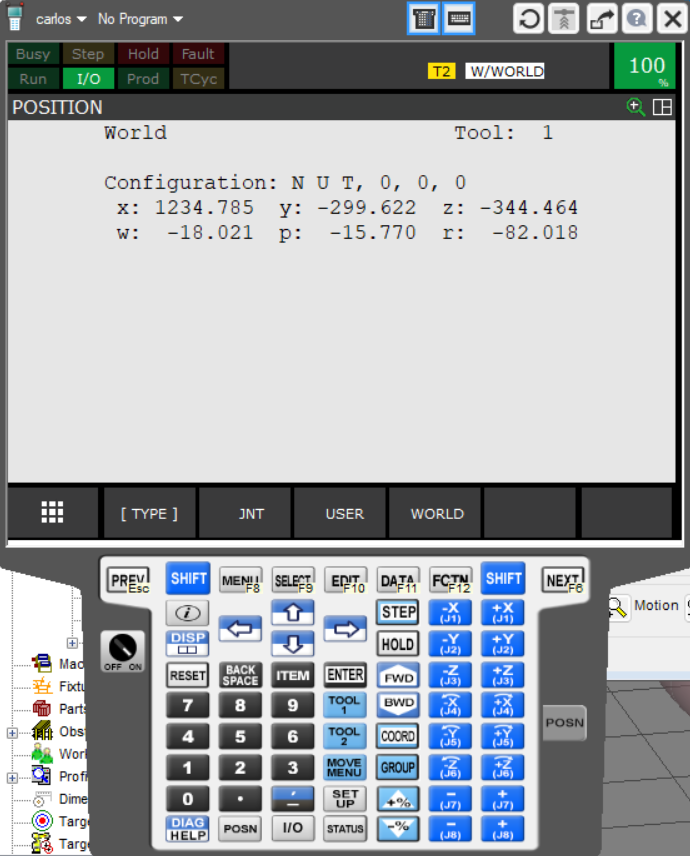 carlos No Program
Busy Step Hold Fault
Run I/O Prod TCyc
T2 W/WORLD
100
%
POSITION
World Tool: 1
Configuration: N U T, 0, 0, 0
x: 1234.785 y: -299.622 z: -344.464
w: -18.021 p: -15.770 r: -82.018
[ TYPE ] JNT USER WORLD
PREV Esc SHIFT MENU F8 SELECT F9 EDIT F10 DATA F11 FCTN F12 SHIFT NEXT F6
i STEP -X (J1) +X (J1)
DISP HOLD -Y (J2) +Y (J2)
OFF ON
RESET BACK SPACE ITEM ENTER FWD -Z (J3) +Z (J3)
7 8 9 TOOL 1 BWD -X (J4) +X (J4)
4 5 6 TOOL 2 COORD -Y (J5) +Y (J5)
1 2 3 MOVE MENU GROUP -Z (J6) +Z (J6)
0 . , - SET UP +% - (J7) + (J7)
DIAG HELP POSN I/O STATUS -% - (J8) + (J8)
POSN
Motion
Mac
Fixtu
Parts
Obs
Wor
Profi
Dime
Targe
Targe